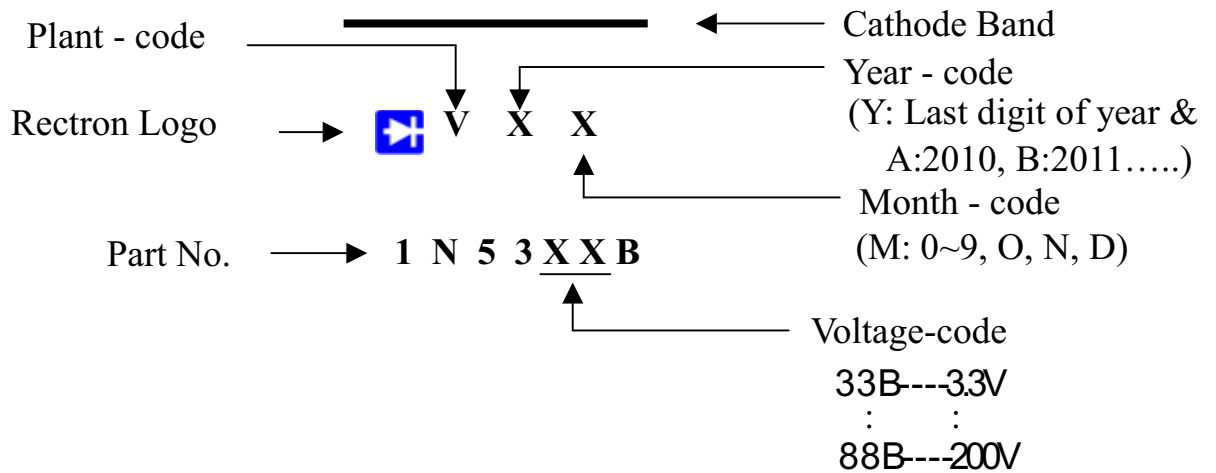 Plant - code
Cathode Band
Year - code
(Y: Last digit of year &
A:2010, B:2011.....)
Rectron Logo
V X X
Month - code
(M: 0~9, O, N, D)
Part No.
1 N 5 3 X X B
Voltage-code
33B----3.3V
: :
88B----200V